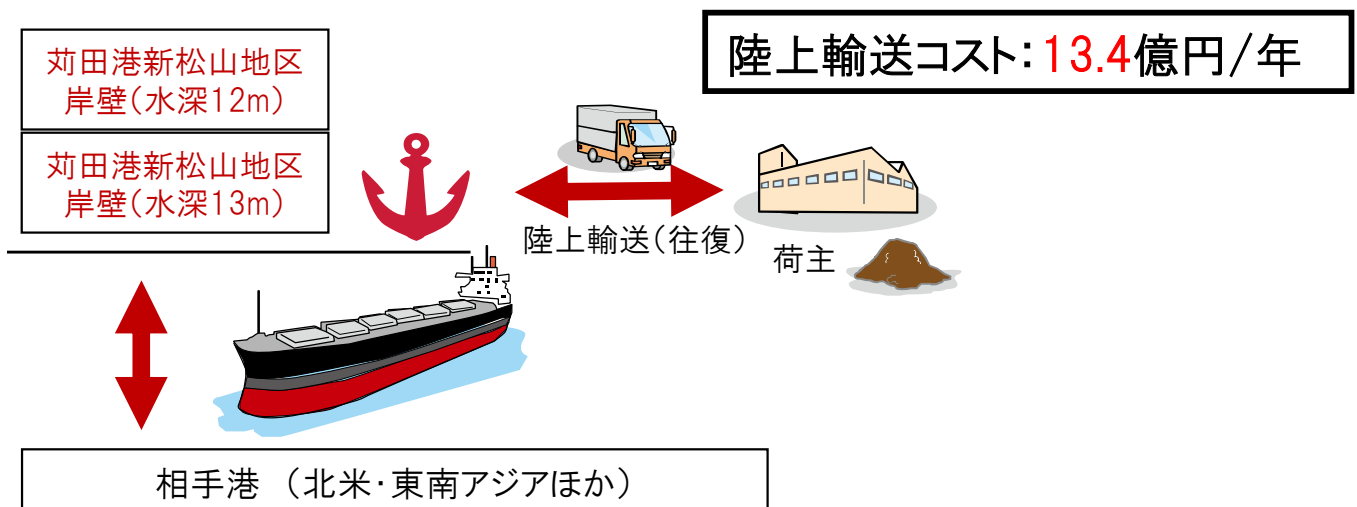 苅田港新松山地区
岸壁(水深12m)
苅田港新松山地区
岸壁(水深13m)
陸上輸送コスト:13.4億円/年
陸上輸送(往復)
荷主
相手港 (北米・東南アジアほか)